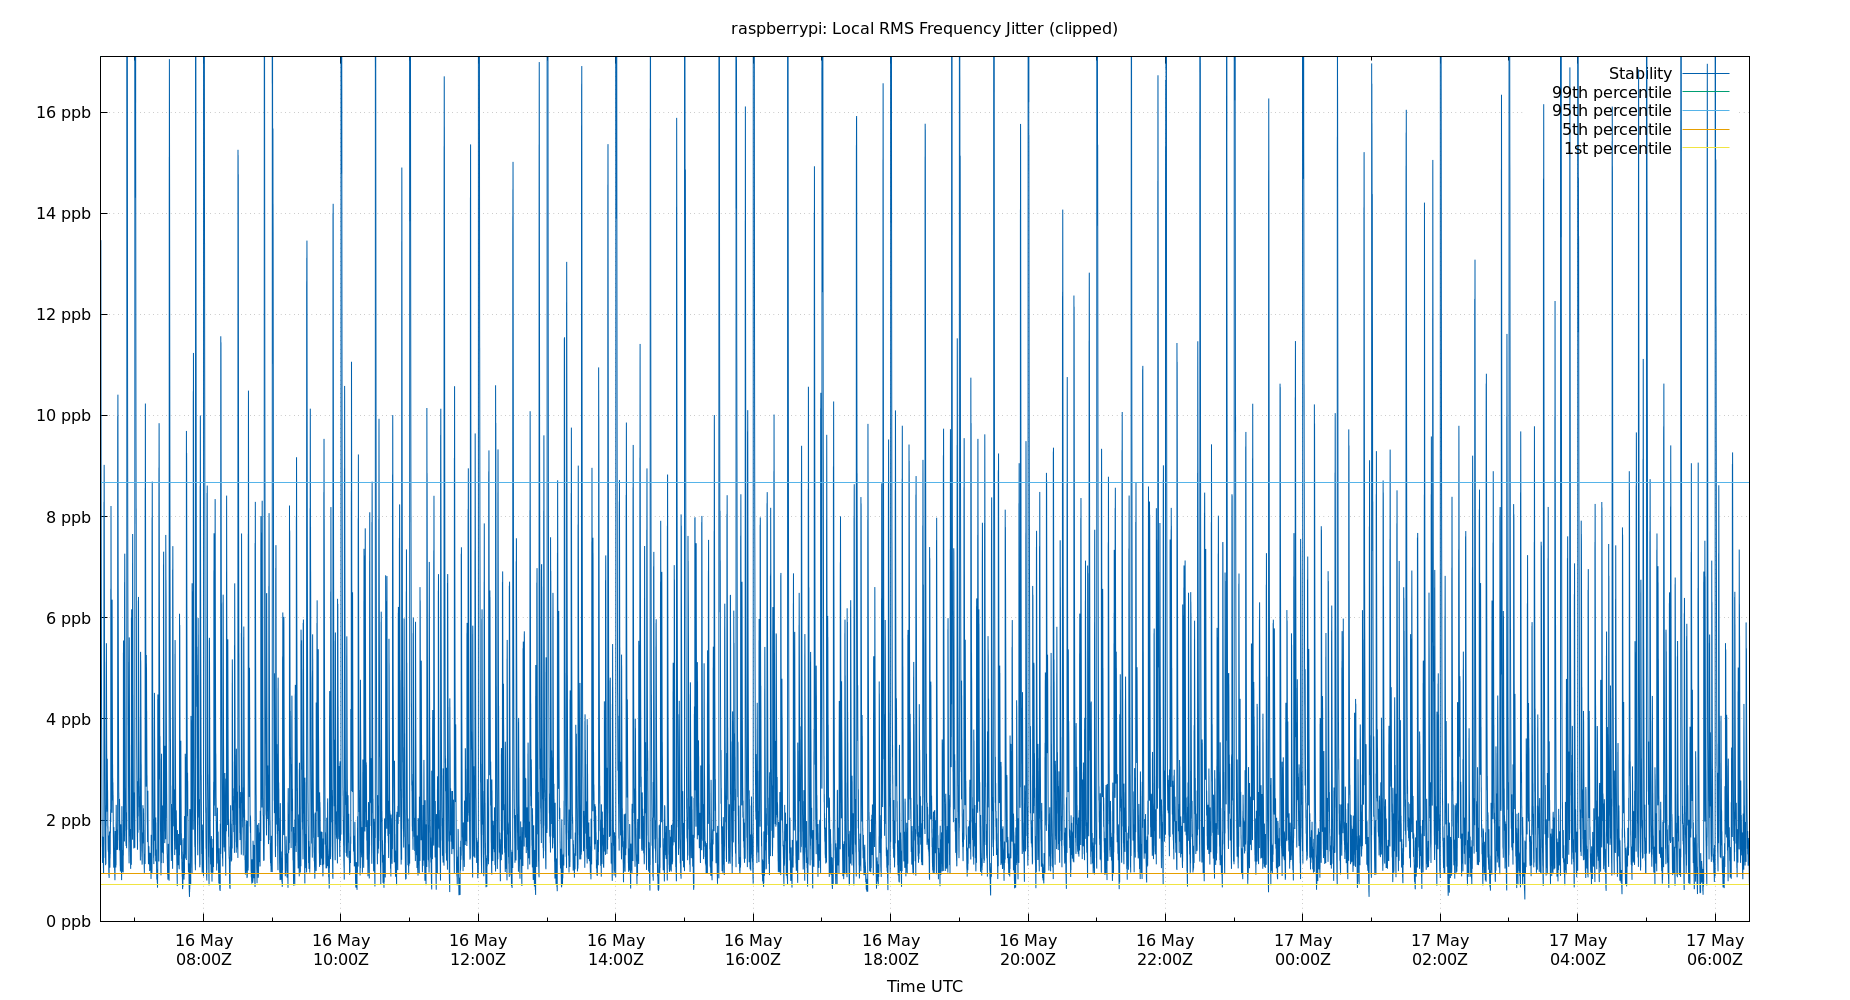 raspberrypi: Local RMS Frequency Jitter (clipped)
Stability
99th percentile
95th percentile
5th percentile
1st percentile
16 ppb
14 ppb
12 ppb
10 ppb
8 ppb
6 ppb
4 ppb
2 ppb
0 ppb
16 May 16 May 16 May 16 May 16 May 16 May 16 May 16 May 17 May 17 May 17 May 17 May
08:00Z 10:00Z 12:00Z 14:00Z 16:00Z 18:00Z 20:00Z 22:00Z 00:00Z 02:00Z 04:00Z 06:00Z
Time UTC